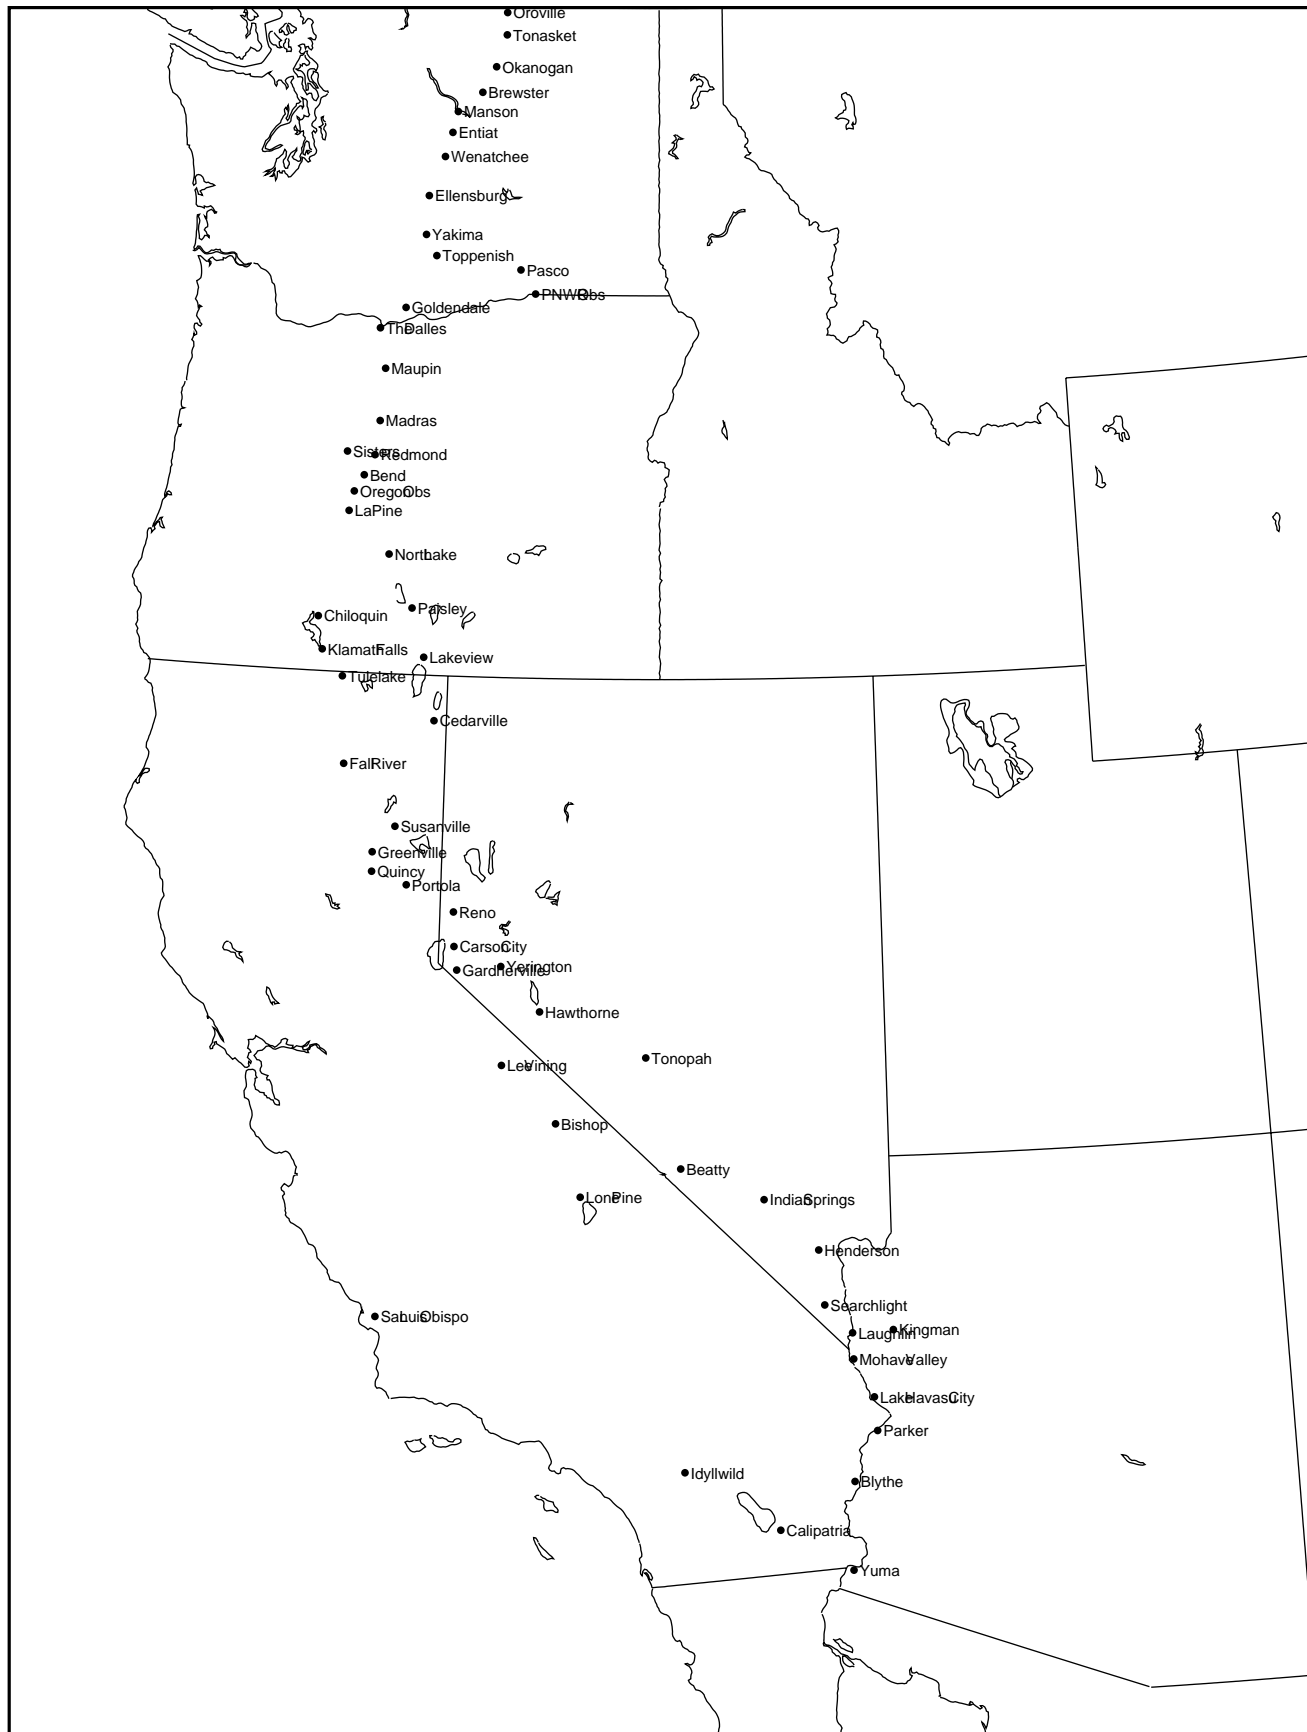 Oroville
Tonasket
Okanogan
Brewster
Manson
Entiat
Wenatchee
Ellensburg
Yakima
Toppenish
Pasco
PNWRObs
Goldendale
TheDalles
Maupin
Madras
Sisters
Redmond
Bend
OregonObs
LaPine
NorthLake
Paisley
Chiloquin
KlamathFalls
Lakeview
Tulelake
Cedarville
FallRiver
Susanville
Greenville
Quincy
Portola
Reno
CarsonCity
Yerington
Gardnerville
Hawthorne
Tonopah
LeeVining
Bishop
Beatty
LonePine
IndianSprings
Henderson
Searchlight
SanLuisObispo
Kingman
Laughlin
MohaveValley
LakeHavasuCity
Parker
Idyllwild
Blythe
Calipatria
Yuma